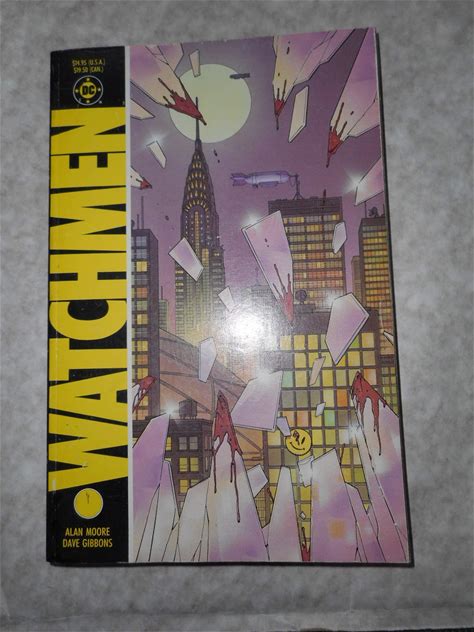 $14.95 (U.S.A.)
$19.50 (CAN.)
DC
WATCHMEN
ALAN MOORE
DAVE GIBBONS